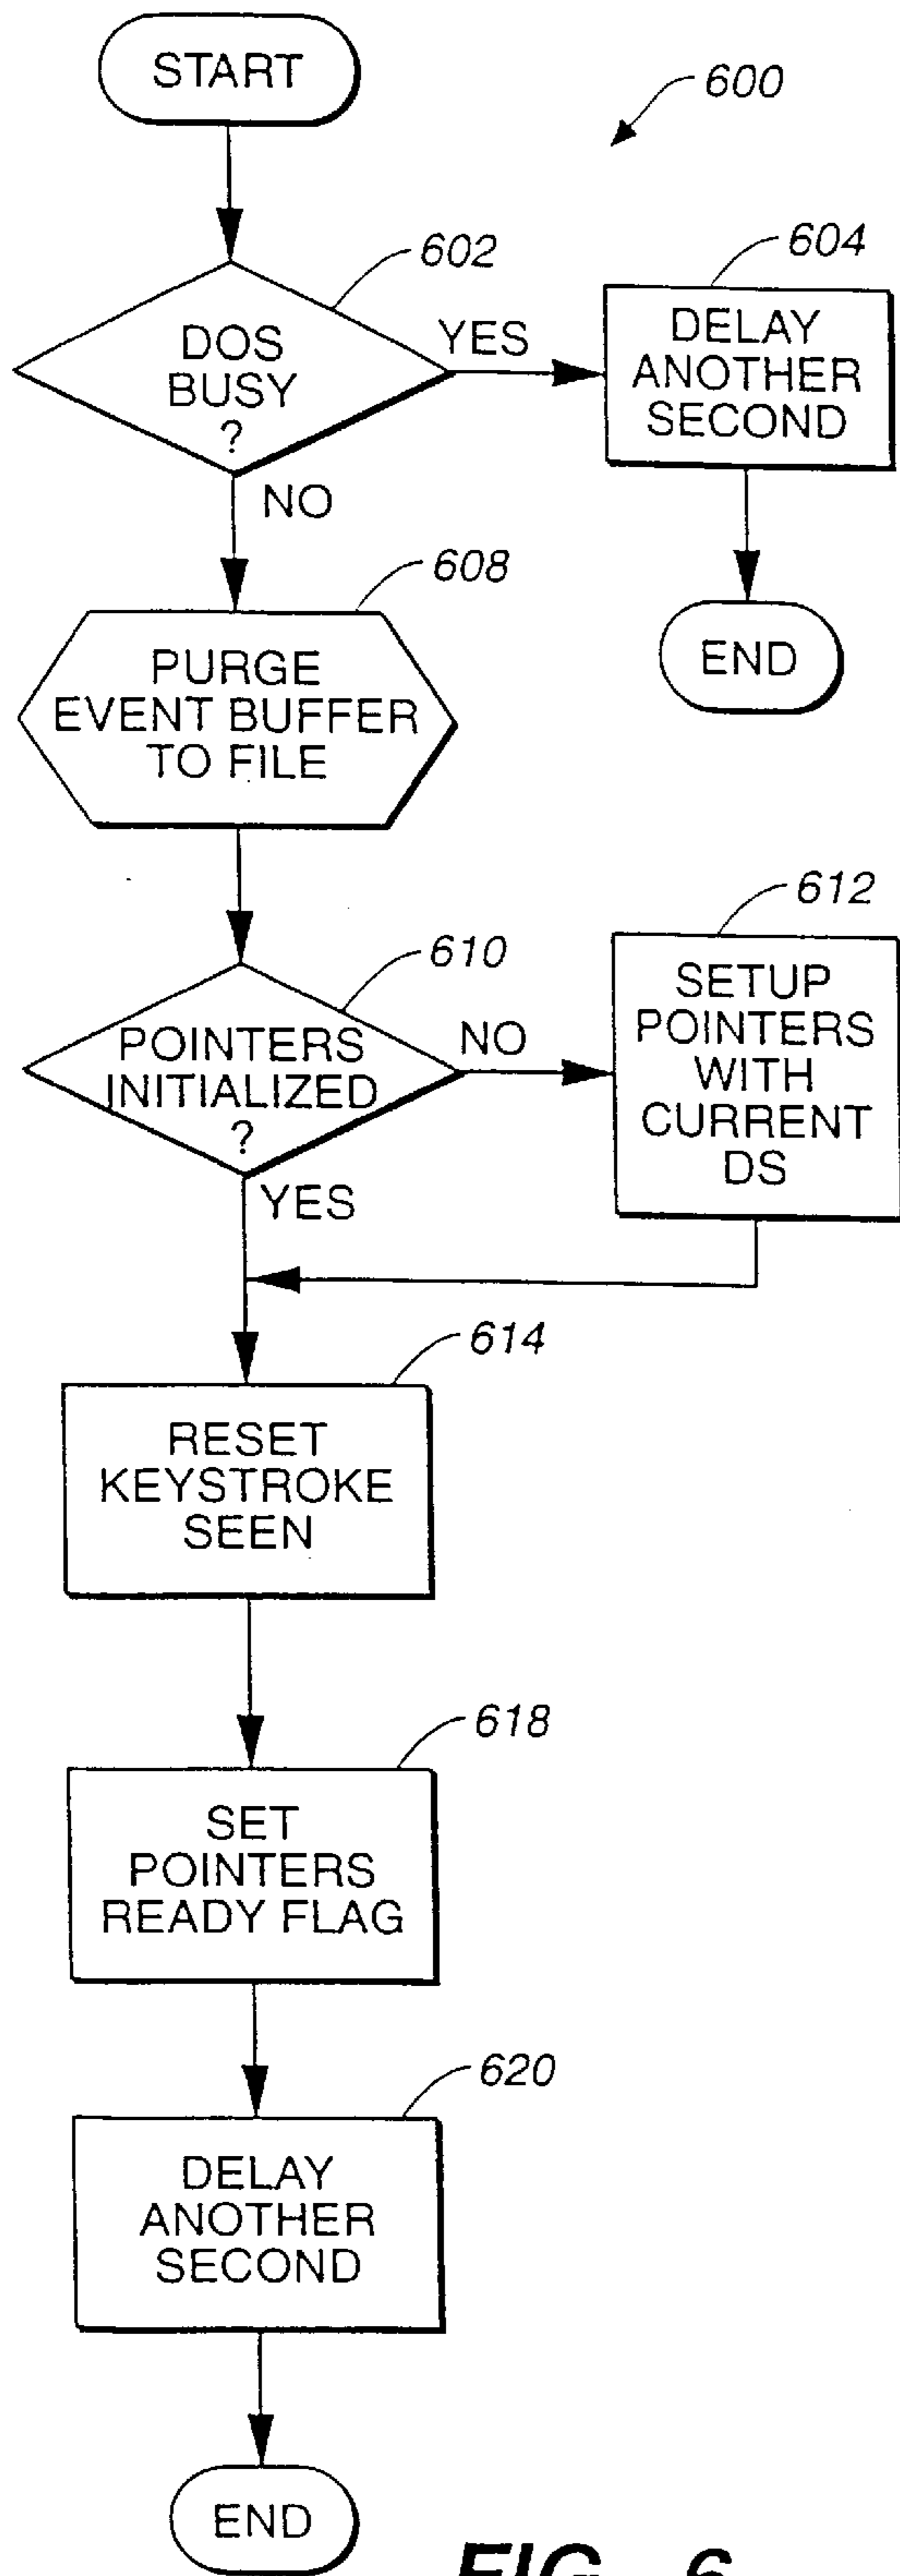 START
600
602
DOS
BUSY
?
YES
604
DELAY
ANOTHER
SECOND
END
NO
608
PURGE
EVENT BUFFER
TO FILE
610
POINTERS
INITIALIZED
?
NO
612
SETUP
POINTERS
WITH
CURRENT
DS
YES
614
RESET
KEYSTROKE
SEEN
618
SET
POINTERS
READY FLAG
620
DELAY
ANOTHER
SECOND
END
FIG. 6